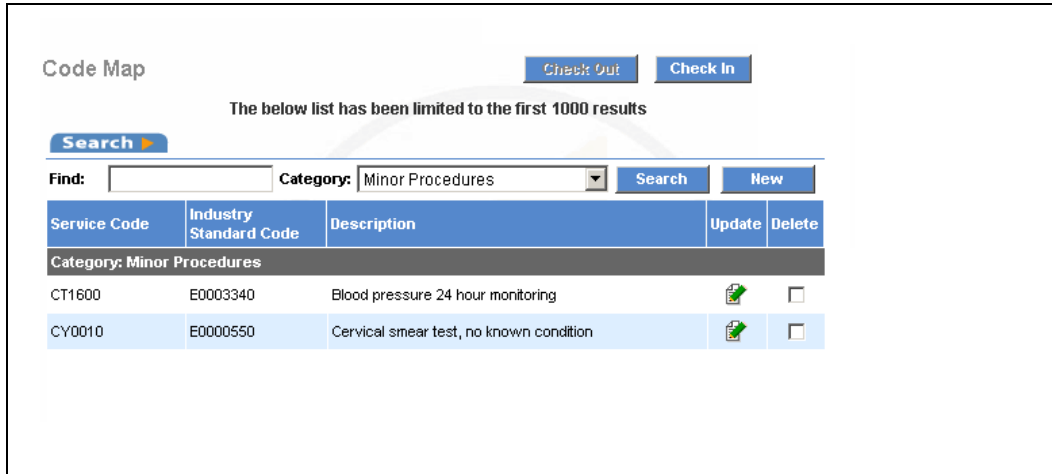 Code Map
Check Out Check In
The below list has been limited to the first 1000 results
Search
Find: Category: Minor Procedures Search New
Service Code Industry Standard Code Description Update Delete
Category: Minor Procedures
CT1600 E0003340 Blood pressure 24 hour monitoring
CY0010 E0000550 Cervical smear test, no known condition